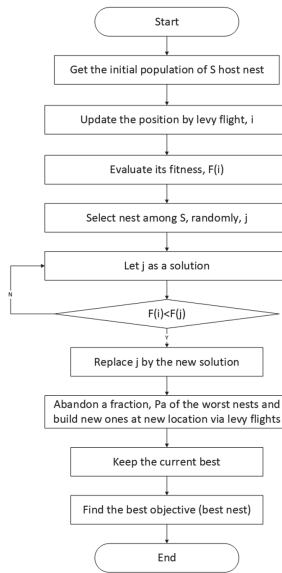 Start
Get the initial population of S host nest
Update the position by levy flight, i
Evaluate its fitness, F(i)
Select nest among S, randomly, j
Let j as a solution
N
F(i)<F(j)
Y
Replace j by the new solution
Abandon a fraction, Pa of the worst nests and
build new ones at new location via levy flights
Keep the current best
Find the best objective (best nest)
End